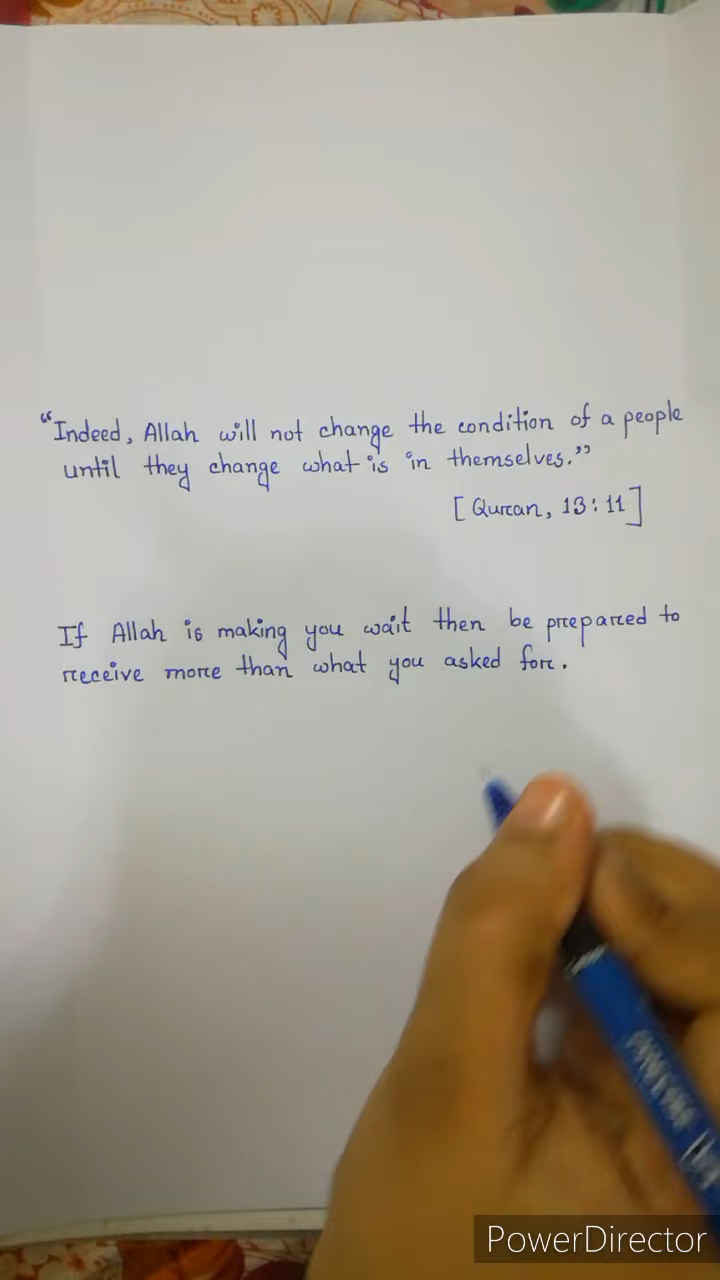 “Indeed, Allah will not change the condition of a people
until they change what is in themselves.”
[Quran, 13:11]
If Allah is making you wait then be prepared to
receive more than what you asked for.
PowerDirector